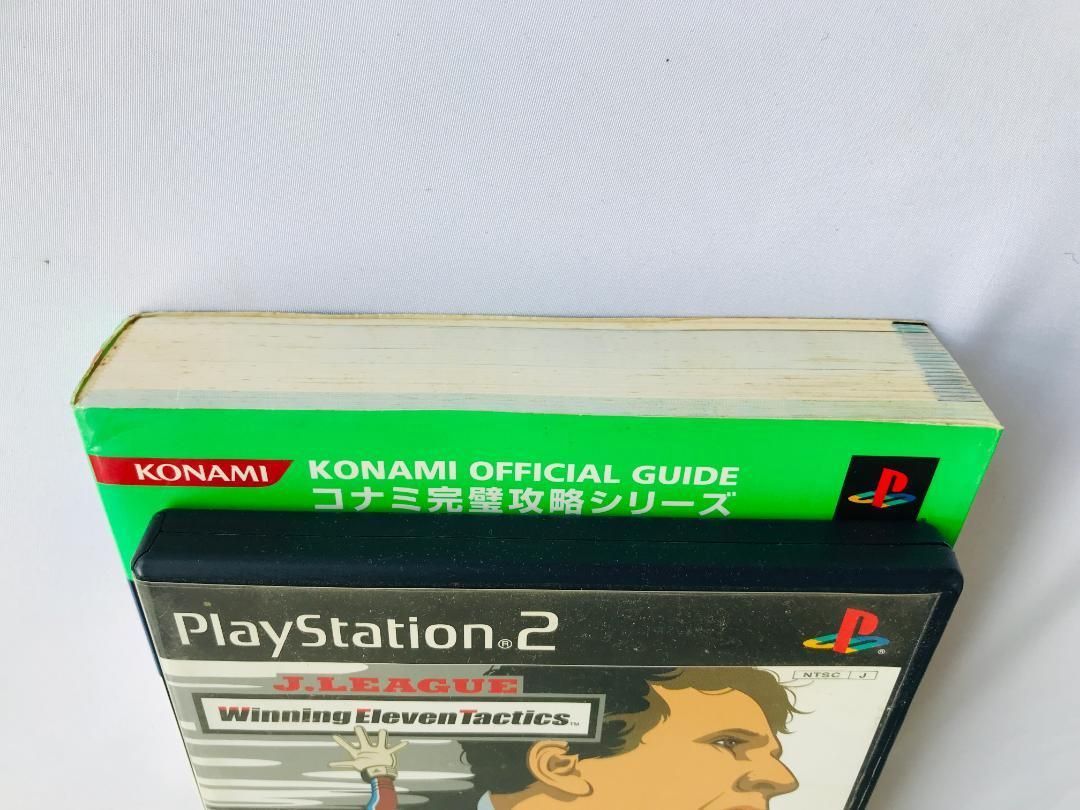 KONAMI
KONAMI OFFICIAL GUIDE
コナミ完璧攻略シリーズ
PlayStation®2
NTSC J
J.LEAGUE
Winning Eleven Tactics™